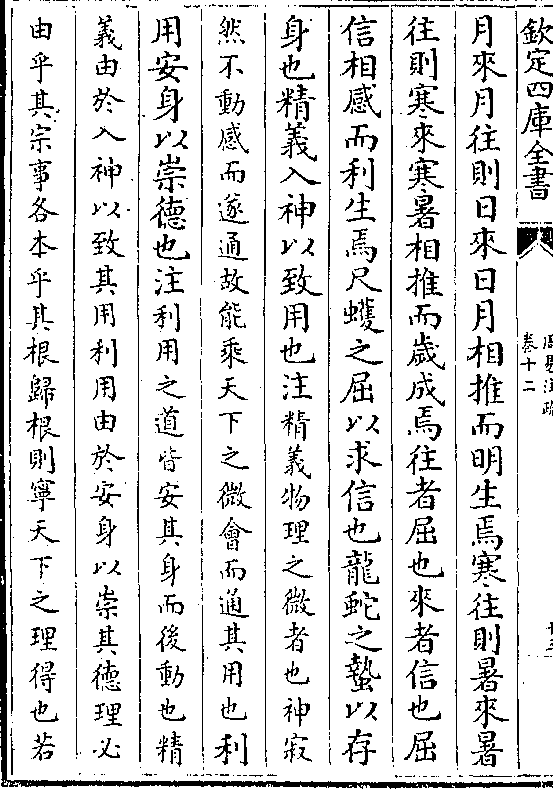 欽定四庫全書
卷十二
月來月往則日來日月相推而明生焉寒往則暑來暑
往則寒來寒暑相推而歲成焉往者屈也來者信也屈
信相感而利生焉尺蠖之屈以求信也龍蛇之蟄以存
身也精義入神以致用也注精義物理之微者也神寂
然不動感而遂通故能乘天下之微會而通其用也利
用安身以崇德也注利用之道皆安其身而後動也精
義由於入神以致其用利用由於安身以崇其德理必
由乎其宗事各本乎其根歸根則寧天下之理得也若